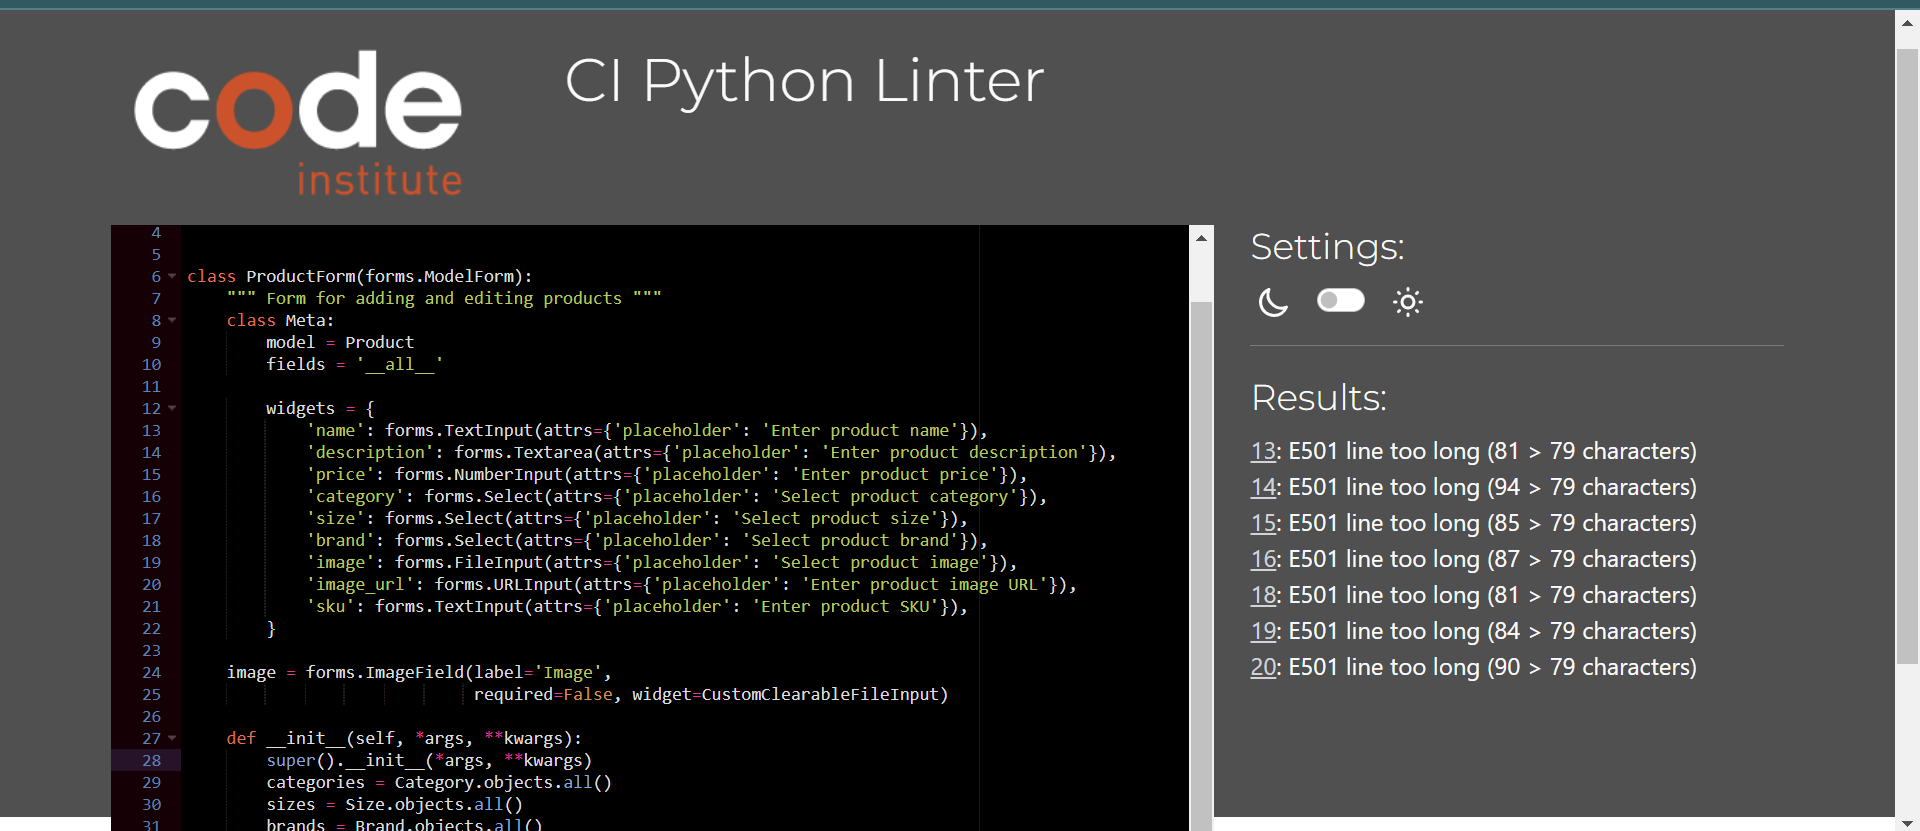 code
institute
CI Python Linter
4
5
6 class ProductForm(forms.ModelForm):
7     """ Form for adding and editing products """
8     class Meta:
9         model = Product
10         fields = '__all__'
11
12         widgets = {
13             'name': forms.TextInput(attrs={'placeholder': 'Enter product name'}),
14             'description': forms.Textarea(attrs={'placeholder': 'Enter product description'}),
15             'price': forms.NumberInput(attrs={'placeholder': 'Enter product price'}),
16             'category': forms.Select(attrs={'placeholder': 'Select product category'}),
17             'size': forms.Select(attrs={'placeholder': 'Select product size'}),
18             'brand': forms.Select(attrs={'placeholder': 'Select product brand'}),
19             'image': forms.FileInput(attrs={'placeholder': 'Select product image'}),
20             'image_url': forms.URLInput(attrs={'placeholder': 'Enter product image URL'}),
21             'sku': forms.TextInput(attrs={'placeholder': 'Enter product SKU'}),
22         }
23
24     image = forms.ImageField(label='Image',
25                              required=False, widget=CustomClearableFileInput)
26
27     def __init__(self, *args, **kwargs):
28         super().__init__(*args, **kwargs)
29         categories = Category.objects.all()
30         sizes = Size.objects.all()
31         brands = Brand.objects.all()
Settings:
Results:
13: E501 line too long (81 > 79 characters)
14: E501 line too long (94 > 79 characters)
15: E501 line too long (85 > 79 characters)
16: E501 line too long (87 > 79 characters)
18: E501 line too long (81 > 79 characters)
19: E501 line too long (84 > 79 characters)
20: E501 line too long (90 > 79 characters)